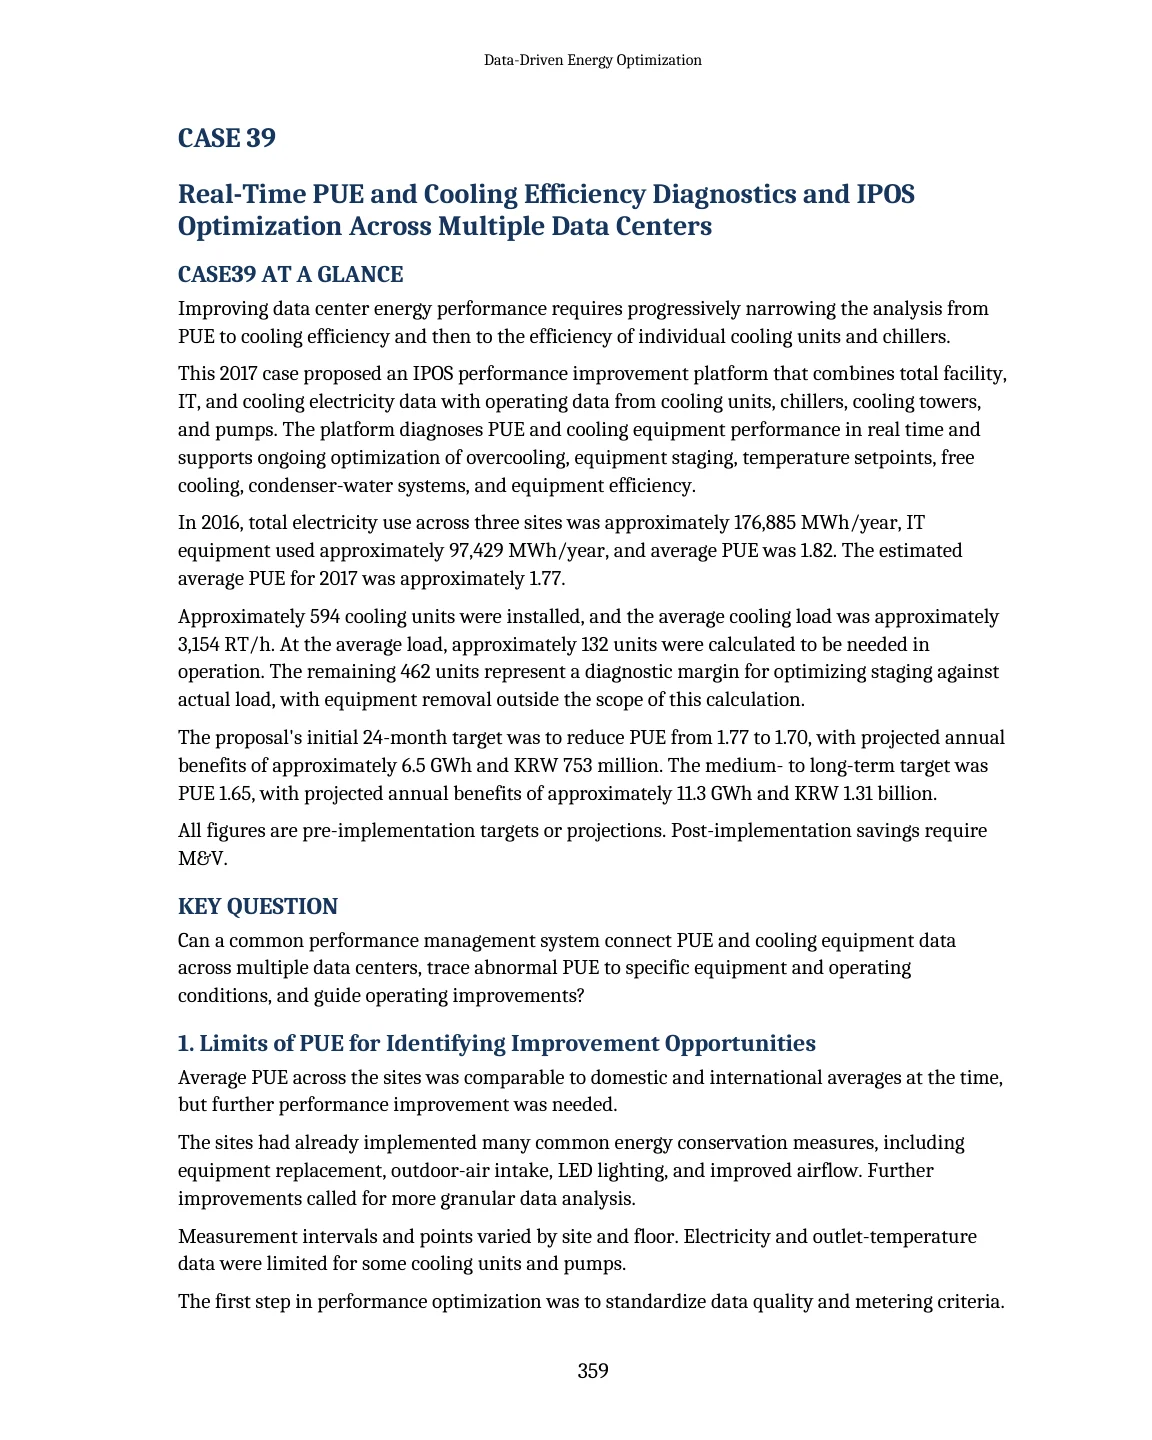 Data-Driven Energy Optimization
CASE 39
Real-Time PUE and Cooling Efficiency Diagnostics and IPOS
Optimization Across Multiple Data Centers
CASE39 AT A GLANCE
Improving data center energy performance requires progressively narrowing the analysis from
PUE to cooling efficiency and then to the efficiency of individual cooling units and chillers.
This 2017 case proposed an IPOS performance improvement platform that combines total facility,
IT, and cooling electricity data with operating data from cooling units, chillers, cooling towers,
and pumps. The platform diagnoses PUE and cooling equipment performance in real time and
supports ongoing optimization of overcooling, equipment staging, temperature setpoints, free
cooling, condenser-water systems, and equipment efficiency.
In 2016, total electricity use across three sites was approximately 176,885 MWh/year, IT
equipment used approximately 97,429 MWh/year, and average PUE was 1.82. The estimated
average PUE for 2017 was approximately 1.77.
Approximately 594 cooling units were installed, and the average cooling load was approximately
3,154 RT/h. At the average load, approximately 132 units were calculated to be needed in
operation. The remaining 462 units represent a diagnostic margin for optimizing staging against
actual load, with equipment removal outside the scope of this calculation.
The proposal's initial 24-month target was to reduce PUE from 1.77 to 1.70, with projected annual
benefits of approximately 6.5 GWh and KRW 753 million. The medium- to long-term target was
PUE 1.65, with projected annual benefits of approximately 11.3 GWh and KRW 1.31 billion.
All figures are pre-implementation targets or projections. Post-implementation savings require
M&V.
KEY QUESTION
Can a common performance management system connect PUE and cooling equipment data
across multiple data centers, trace abnormal PUE to specific equipment and operating
conditions, and guide operating improvements?
1. Limits of PUE for Identifying Improvement Opportunities
Average PUE across the sites was comparable to domestic and international averages at the time,
but further performance improvement was needed.
The sites had already implemented many common energy conservation measures, including
equipment replacement, outdoor-air intake, LED lighting, and improved airflow. Further
improvements called for more granular data analysis.
Measurement intervals and points varied by site and floor. Electricity and outlet-temperature
data were limited for some cooling units and pumps.
The first step in performance optimization was to standardize data quality and metering criteria.
359